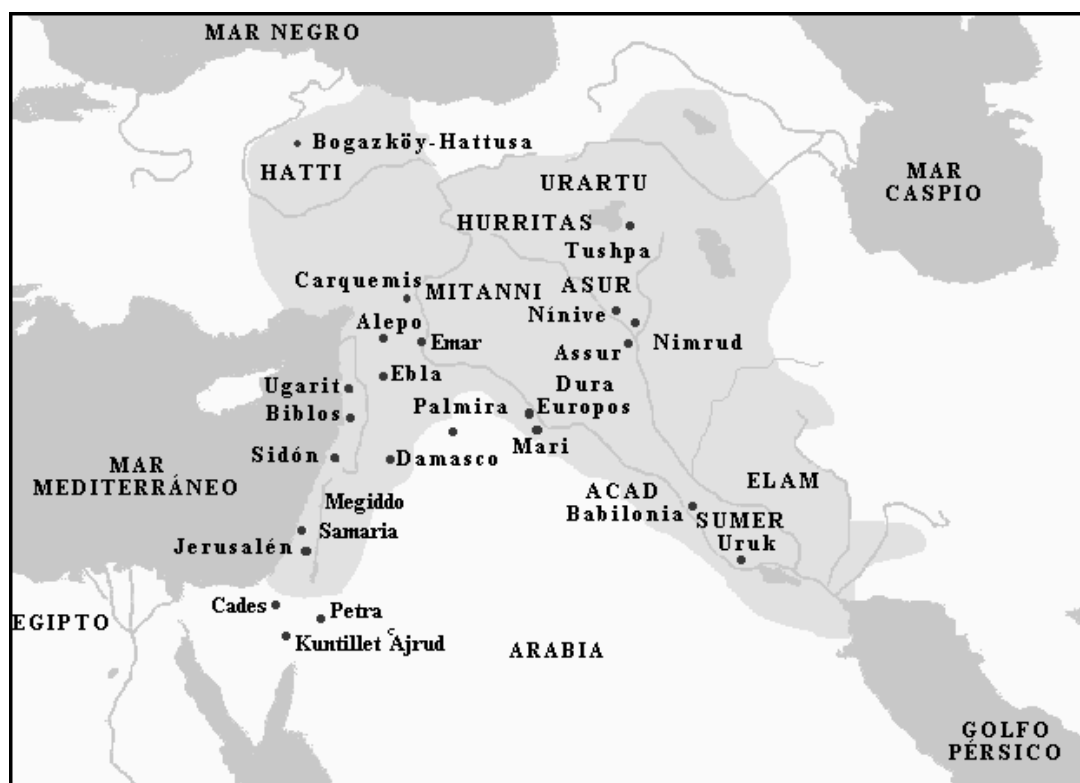 MAR NEGRO
Bogazköy-Hattusa
HATTI
URARTU
MAR
CASPIO
HURRITAS
Tushpa
Carquemis
MITANNI
ASUR
Nínive
Alepo
Emar
Assur
Nimrud
Ebla
Ugarit
Dura
Europos
Biblos
Palmira
Mari
Sidón
Damasco
MAR
MEDITERRÁNEO
ELAM
ACAD
Babilonia
SUMER
Uruk
Megiddo
Samaria
Jerusalén
Cades
Petra
EGIPTO
Kuntillet ʿAjrud
ARABIA
GOLFO
PÉRSICO